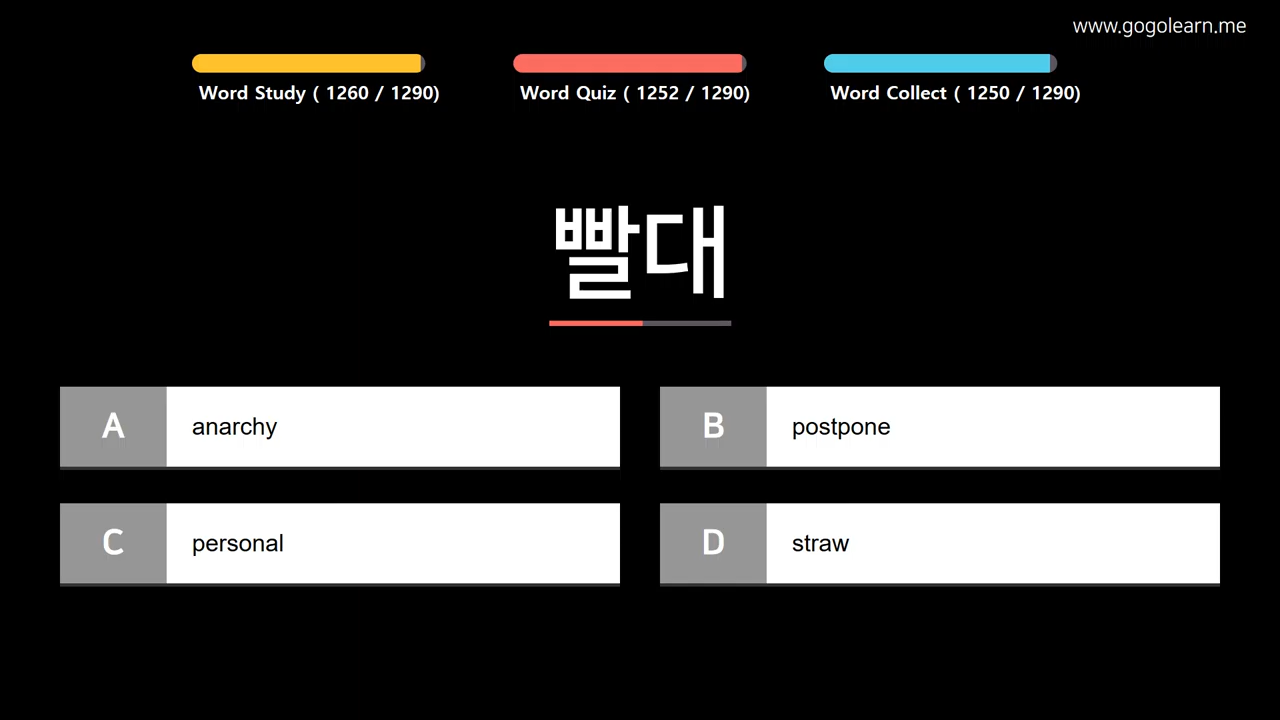 www.gogolearn.me
Word Study ( 1260 / 1290)
Word Quiz ( 1252 / 1290)
Word Collect ( 1250 / 1290)
빨대
A
anarchy
B
postpone
C
personal
D
straw